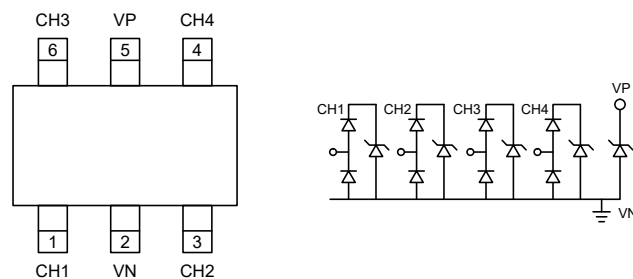 CH3 VP CH4
6 5 4
1 2 3
CH1 VN CH2
VP
CH1 CH2 CH3 CH4
VN